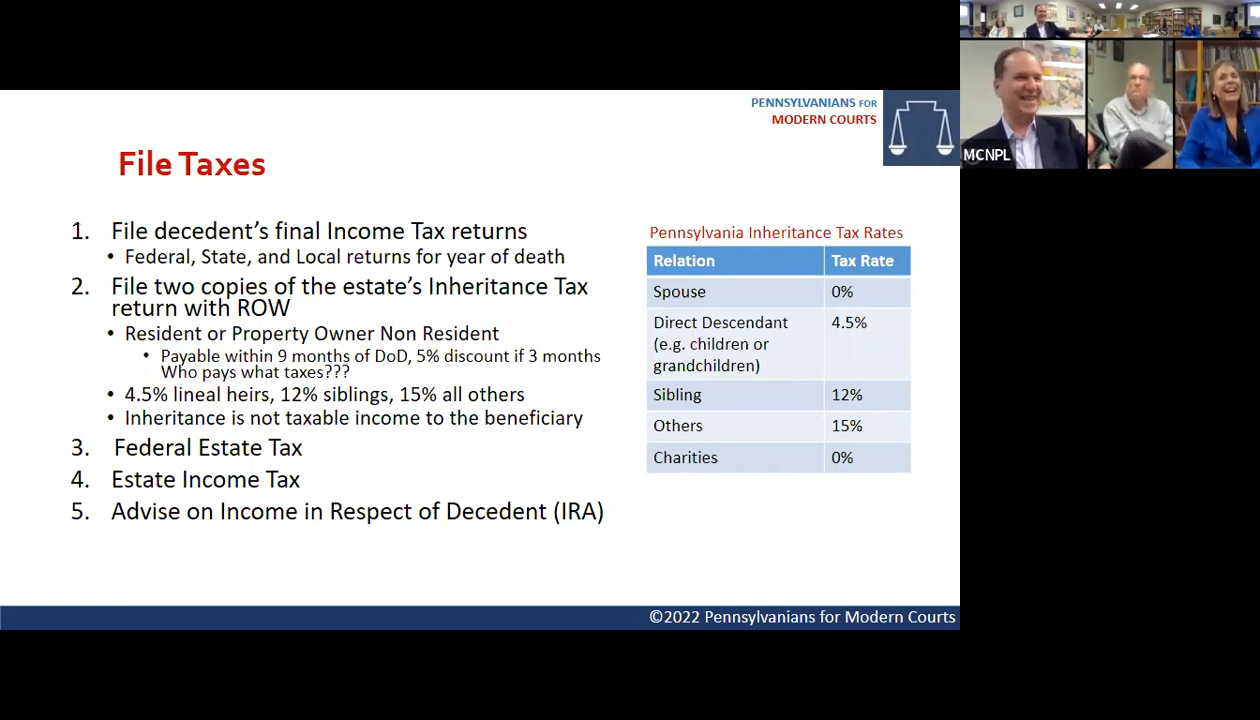 PENNSYLVANIANS FOR
MODERN COURTS
MCNPL
File Taxes
1. File decedent's final Income Tax returns
• Federal, State, and Local returns for year of death
2. File two copies of the estate's Inheritance Tax
return with ROW
• Resident or Property Owner Non Resident
• Payable within 9 months of DoD, 5% discount if 3 months
Who pays what taxes???
• 4.5% lineal heirs, 12% siblings, 15% all others
• Inheritance is not taxable income to the beneficiary
3. Federal Estate Tax
4. Estate Income Tax
5. Advise on Income in Respect of Decedent (IRA)
Pennsylvania Inheritance Tax Rates
Relation Tax Rate
Spouse 0%
Direct Descendant 4.5%
(e.g. children or
grandchildren)
Sibling 12%
Others 15%
Charities 0%
©2022 Pennsylvanians for Modern Courts